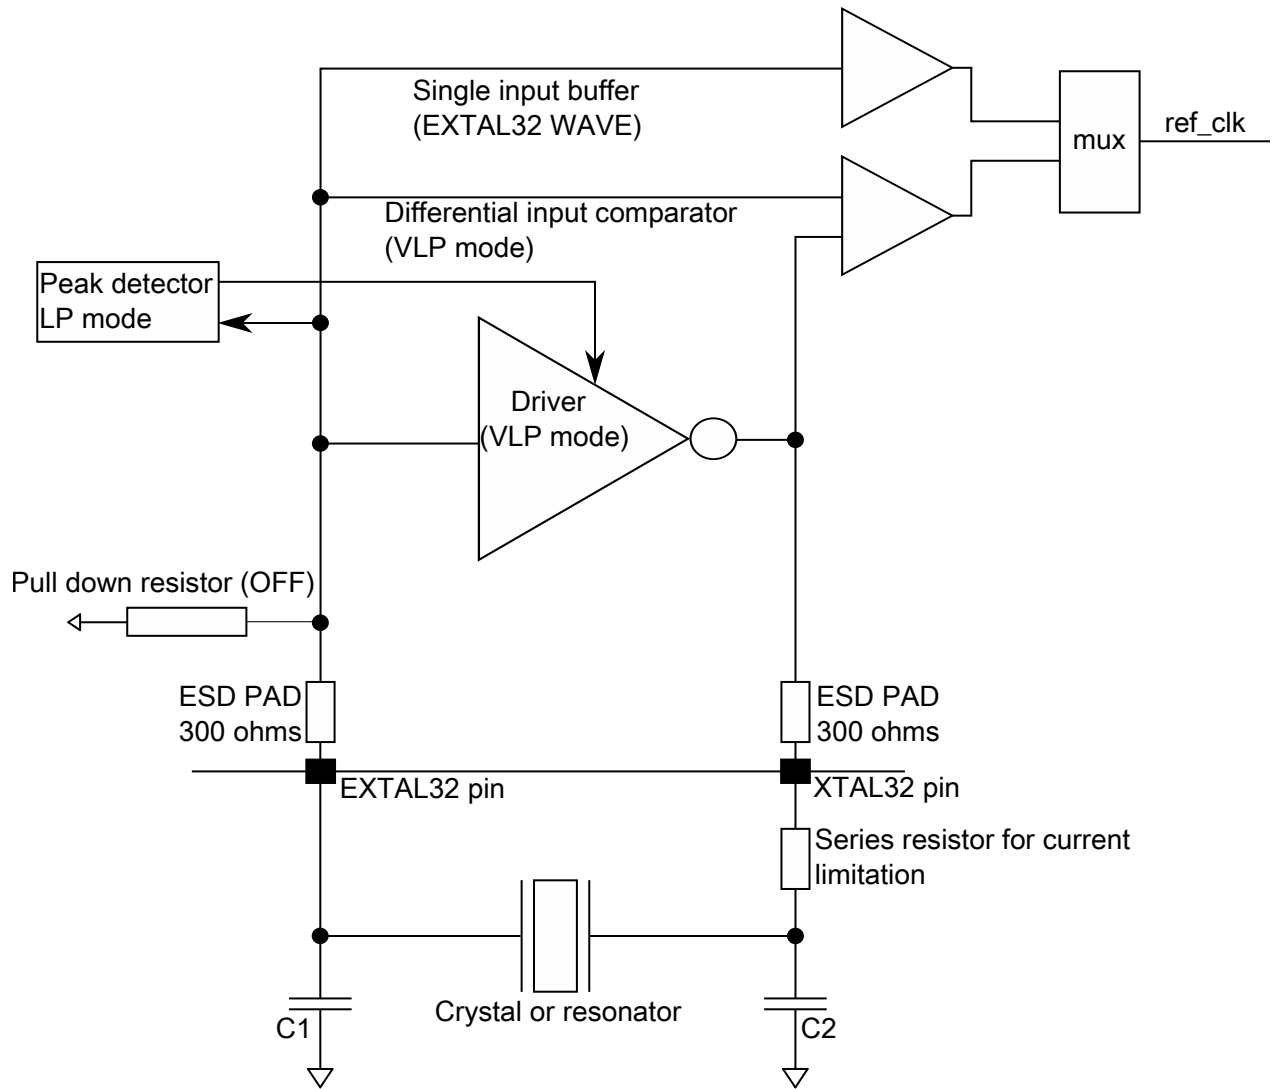 Single input buffer
(EXTAL32 WAVE)
mux
ref_clk
Differential input comparator
(VLP mode)
Peak detector
LP mode
Driver
(VLP mode)
Pull down resistor (OFF)
ESD PAD
300 ohms
ESD PAD
300 ohms
EXTAL32 pin
XTAL32 pin
Series resistor for current
limitation
Crystal or resonator
C1
C2